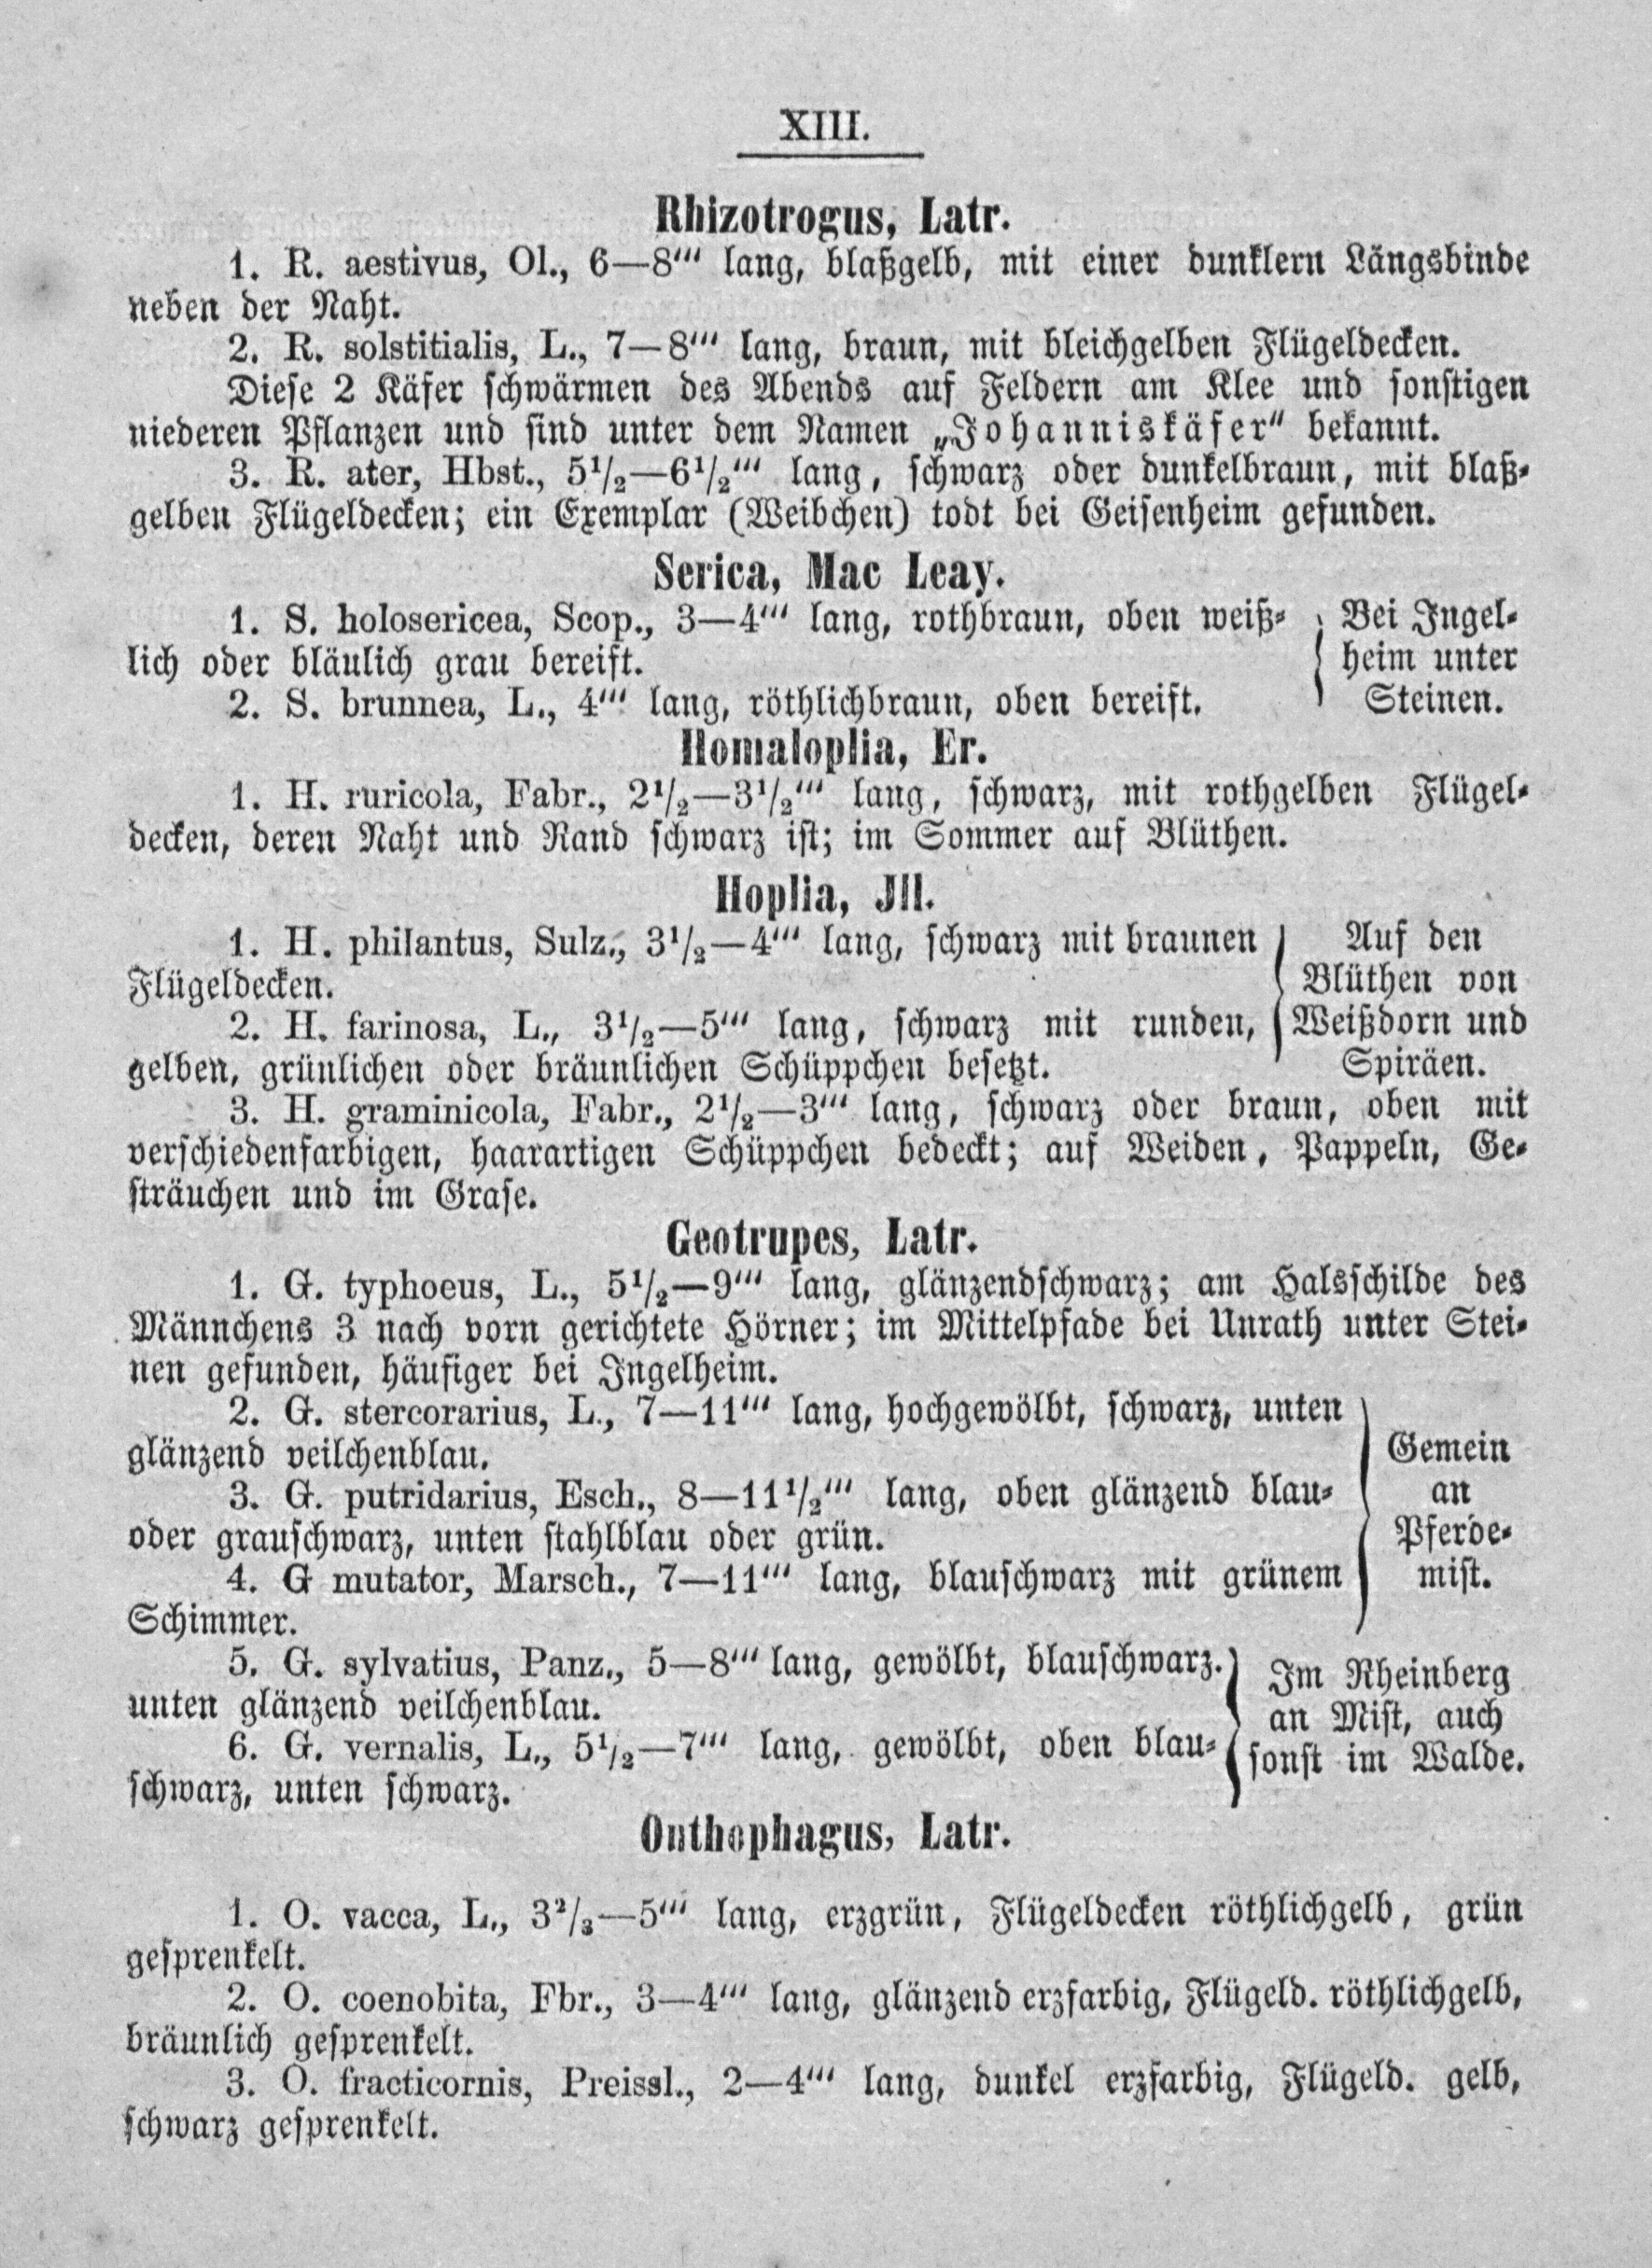 XIII.
Rhizotrogus, Latr.
1. R. aestivus, Ol., 6—8‴ lang, blaßgelb, mit einer dunklern Längsbinde
neben der Naht.
2. R. solstitialis, L., 7—8‴ lang, braun, mit bleichgelben Flügeldecken.
Diese 2 Käfer schwärmen des Abends auf Feldern am Klee und sonstigen
niederen Pflanzen und sind unter dem Namen „Johanniskäfer“ bekannt.
3. R. ater, Hbst., 5¹/₂—6¹/₂‴ lang, schwarz oder dunkelbraun, mit blaß-
gelben Flügeldecken; ein Exemplar (Weibchen) todt bei Geisenheim gefunden.
Serica, Mac Leay.
1. S. holosericea, Scop., 3—4‴ lang, rothbraun, oben weiß-
lich oder bläulich grau bereift.
2. S. brunnea, L., 4‴ lang, röthlichbraun, oben bereift.
Bei Ingel-
heim unter
Steinen.
Homaloplia, Er.
1. H. ruricola, Fabr., 2¹/₂—3¹/₂‴ lang, schwarz, mit rothgelben Flügel-
decken, deren Naht und Rand schwarz ist; im Sommer auf Blüthen.
Hoplia, Jll.
1. H. philantus, Sulz., 3¹/₂—4‴ lang, schwarz mit braunen
Flügeldecken.
2. H. farinosa, L., 3¹/₂—5‴ lang, schwarz mit runden,
gelben, grünlichen oder bräunlichen Schüppchen besetzt.
Auf den
Blüthen von
Weißdorn und
Spiräen.
3. H. graminicola, Fabr., 2¹/₂—3‴ lang, schwarz oder braun, oben mit
verschiedenfarbigen, haarartigen Schüppchen bedeckt; auf Weiden, Pappeln, Ge-
sträuchen und im Grase.
Geotrupes, Latr.
1. G. typhoeus, L., 5¹/₂—9‴ lang, glänzendschwarz; am Halsschilde des
Männchens 3 nach vorn gerichtete Hörner; im Mittelpfade bei Unrath unter Stei-
nen gefunden, häufiger bei Ingelheim.
2. G. stercorarius, L., 7—11‴ lang, hochgewölbt, schwarz, unten
glänzend veilchenblau.
3. G. putridarius, Esch., 8—11¹/₂‴ lang, oben glänzend blau-
oder grauschwarz, unten stahlblau oder grün.
4. G mutator, Marsch., 7—11‴ lang, blauschwarz mit grünem
Schimmer.
Gemein
an
Pferde-
mist.
5. G. sylvatius, Panz., 5—8‴ lang, gewölbt, blauschwarz.
unten glänzend veilchenblau.
6. G. vernalis, L., 5¹/₂—7‴ lang, gewölbt, oben blau-
schwarz, unten schwarz.
Im Rheinberg
an Mist, auch
sonst im Walde.
Onthophagus, Latr.
1. O. vacca, L., 3²/₃—5‴ lang, erzgrün, Flügeldecken röthlichgelb, grün
gesprenkelt.
2. O. coenobita, Fbr., 3—4‴ lang, glänzend erzfarbig, Flügeld. röthlichgelb,
bräunlich gesprenkelt.
3. O. fracticornis, Preissl., 2—4‴ lang, dunkel erzfarbig, Flügeld. gelb,
schwarz gesprenkelt.